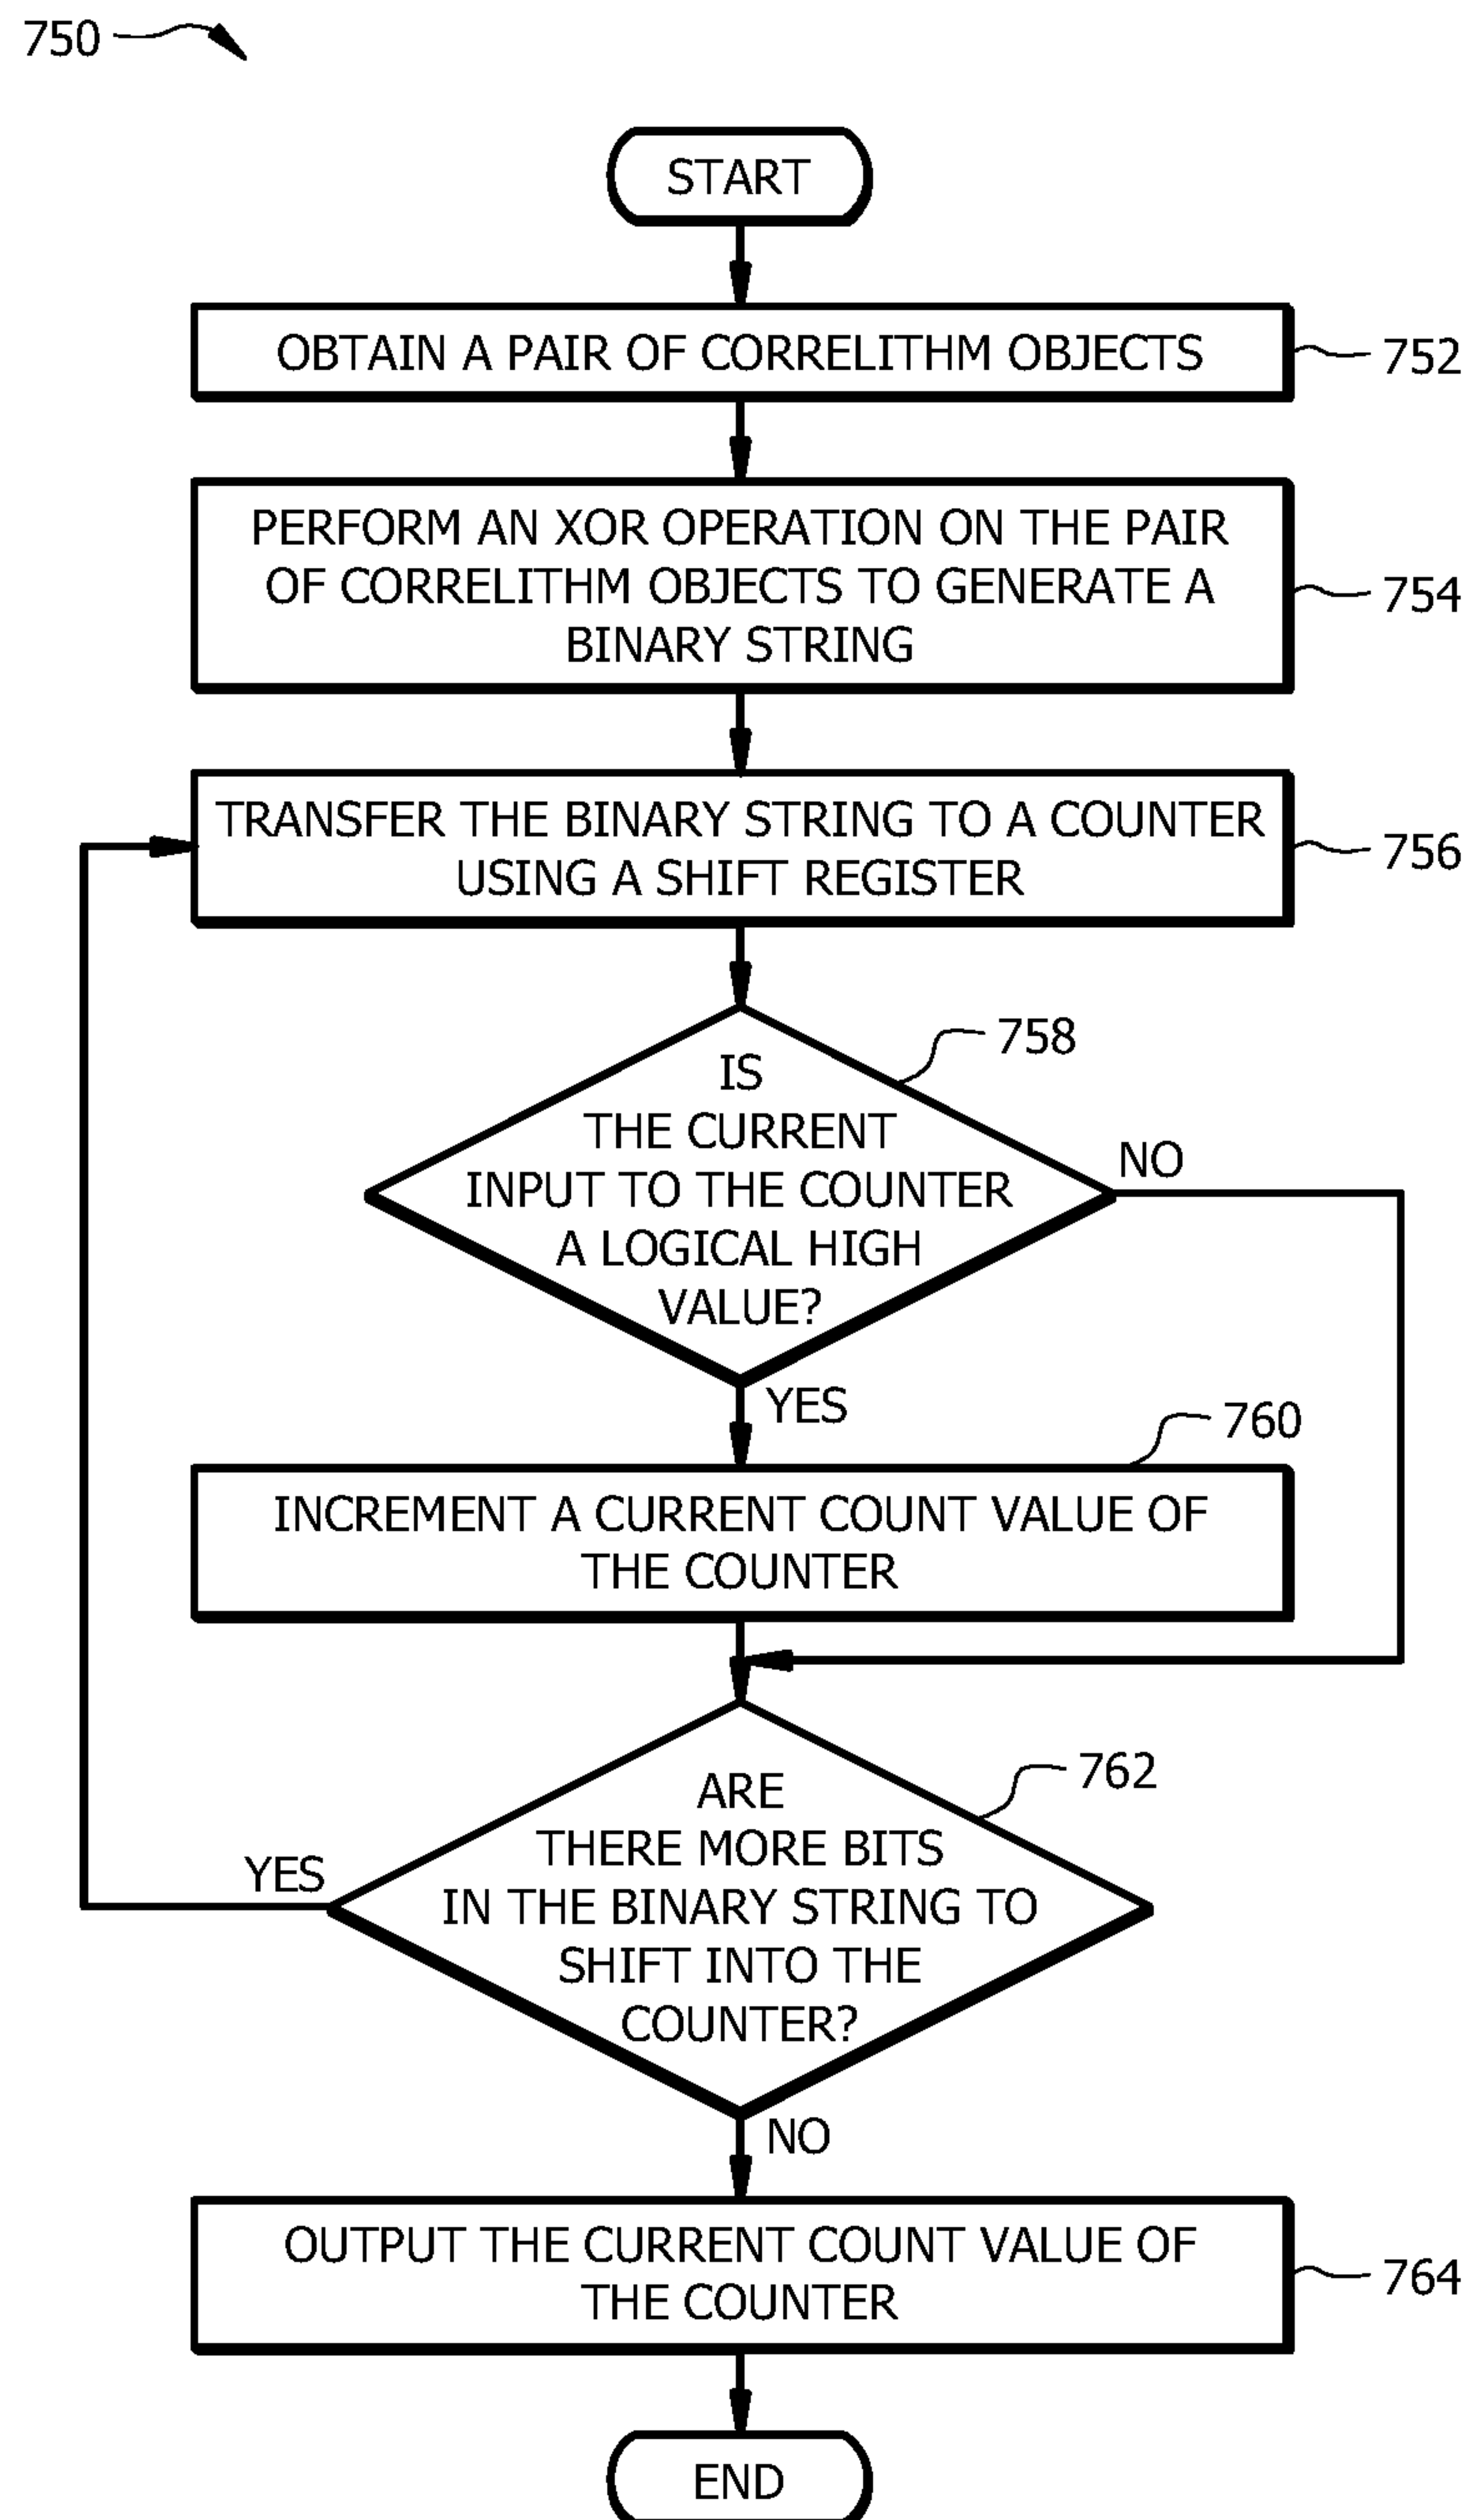 750
START
OBTAIN A PAIR OF CORRELITHM OBJECTS
752
PERFORM AN XOR OPERATION ON THE PAIR
OF CORRELITHM OBJECTS TO GENERATE A
BINARY STRING
754
TRANSFER THE BINARY STRING TO A COUNTER
USING A SHIFT REGISTER
756
IS
THE CURRENT
INPUT TO THE COUNTER
A LOGICAL HIGH
VALUE?
758
NO
YES
760
INCREMENT A CURRENT COUNT VALUE OF
THE COUNTER
ARE
THERE MORE BITS
IN THE BINARY STRING TO
SHIFT INTO THE
COUNTER?
762
YES
NO
OUTPUT THE CURRENT COUNT VALUE OF
THE COUNTER
764
END